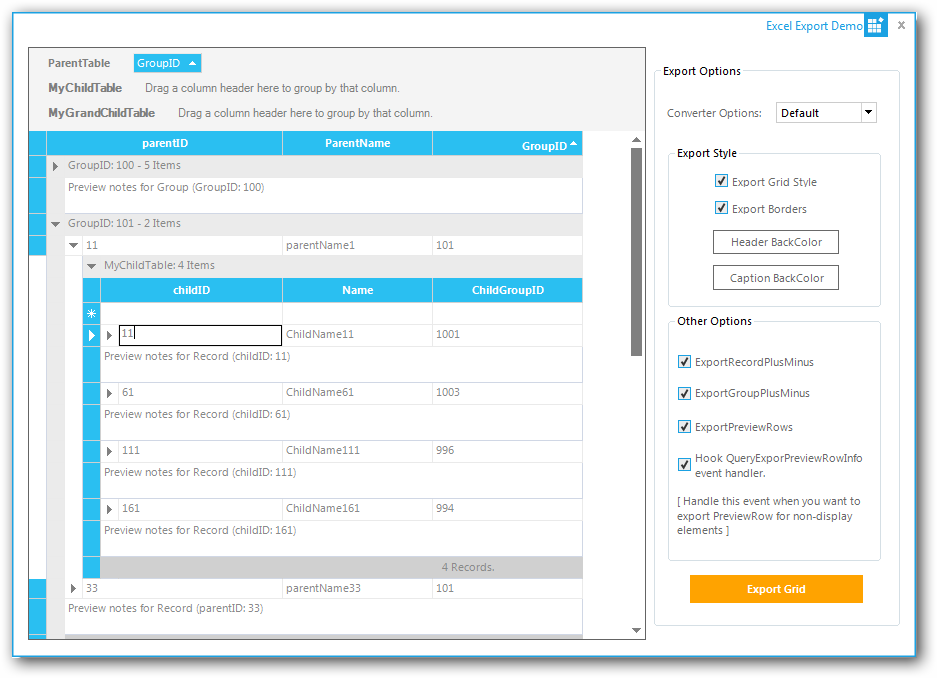 Excel Export Demo
ParentTable GroupID
MyChildTable Drag a column header here to group by that column.
MyGrandChildTable Drag a column header here to group by that column.
parentID ParentName GroupID
GroupID: 100 - 5 Items
Preview notes for Group (GroupID: 100)
GroupID: 101 - 2 Items
11 parentName1 101
MyChildTable: 4 Items
childID Name ChildGroupID
11 ChildName11 1001
Preview notes for Record (childID: 11)
61 ChildName61 1003
Preview notes for Record (childID: 61)
111 ChildName111 996
Preview notes for Record (childID: 111)
161 ChildName161 994
Preview notes for Record (childID: 161)
4 Records.
33 parentName33 101
Preview notes for Record (parentID: 33)
Export Options
Converter Options: Default
Export Style
Export Grid Style
Export Borders
Header BackColor
Caption BackColor
Other Options
ExportRecordPlusMinus
ExportGroupPlusMinus
ExportPreviewRows
Hook QueryExporPreviewRowInfo
event handler.
[ Handle this event when you want to
export PreviewRow for non-display
elements ]
Export Grid